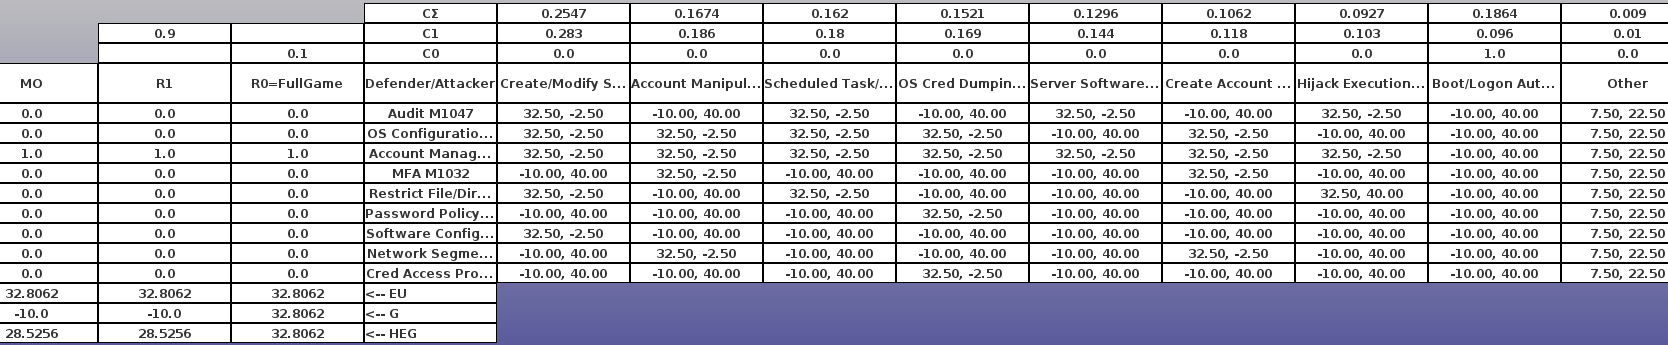 CΣ 0.2547 0.1674 0.162 0.1521 0.1296 0.1062 0.0927 0.1864 0.009
0.9 C1 0.283 0.186 0.18 0.169 0.144 0.118 0.103 0.096 0.01
0.1 C0 0.0 0.0 0.0 0.0 0.0 0.0 0.0 1.0 0.0
MO R1 R0=FullGame Defender/Attacker Create/Modify S... Account Manipul... Scheduled Task/... OS Cred Dumpin... Server Software... Create Account ... Hijack Execution... Boot/Logon Aut... Other
0.0 0.0 0.0 Audit M1047 32.50, -2.50 -10.00, 40.00 32.50, -2.50 -10.00, 40.00 32.50, -2.50 -10.00, 40.00 32.50, -2.50 -10.00, 40.00 7.50, 22.50
0.0 0.0 0.0 OS Configuratio... 32.50, -2.50 32.50, -2.50 32.50, -2.50 32.50, -2.50 -10.00, 40.00 32.50, -2.50 -10.00, 40.00 -10.00, 40.00 7.50, 22.50
1.0 1.0 1.0 Account Manag... 32.50, -2.50 32.50, -2.50 32.50, -2.50 32.50, -2.50 32.50, -2.50 32.50, -2.50 32.50, -2.50 -10.00, 40.00 7.50, 22.50
0.0 0.0 0.0 MFA M1032 -10.00, 40.00 32.50, -2.50 -10.00, 40.00 -10.00, 40.00 -10.00, 40.00 32.50, -2.50 -10.00, 40.00 -10.00, 40.00 7.50, 22.50
0.0 0.0 0.0 Restrict File/Dir... 32.50, -2.50 -10.00, 40.00 32.50, -2.50 -10.00, 40.00 -10.00, 40.00 -10.00, 40.00 32.50, 40.00 -10.00, 40.00 7.50, 22.50
0.0 0.0 0.0 Password Policy... -10.00, 40.00 -10.00, 40.00 -10.00, 40.00 32.50, -2.50 -10.00, 40.00 -10.00, 40.00 -10.00, 40.00 -10.00, 40.00 7.50, 22.50
0.0 0.0 0.0 Software Config... 32.50, -2.50 -10.00, 40.00 -10.00, 40.00 -10.00, 40.00 -10.00, 40.00 -10.00, 40.00 -10.00, 40.00 -10.00, 40.00 7.50, 22.50
0.0 0.0 0.0 Network Segme... -10.00, 40.00 32.50, -2.50 -10.00, 40.00 -10.00, 40.00 -10.00, 40.00 32.50, -2.50 -10.00, 40.00 -10.00, 40.00 7.50, 22.50
0.0 0.0 0.0 Cred Access Pro... -10.00, 40.00 -10.00, 40.00 -10.00, 40.00 32.50, -2.50 -10.00, 40.00 -10.00, 40.00 -10.00, 40.00 -10.00, 40.00 7.50, 22.50
32.8062 32.8062 32.8062 <-- EU
-10.0 -10.0 32.8062 <-- G
28.5256 28.5256 32.8062 <-- HEG